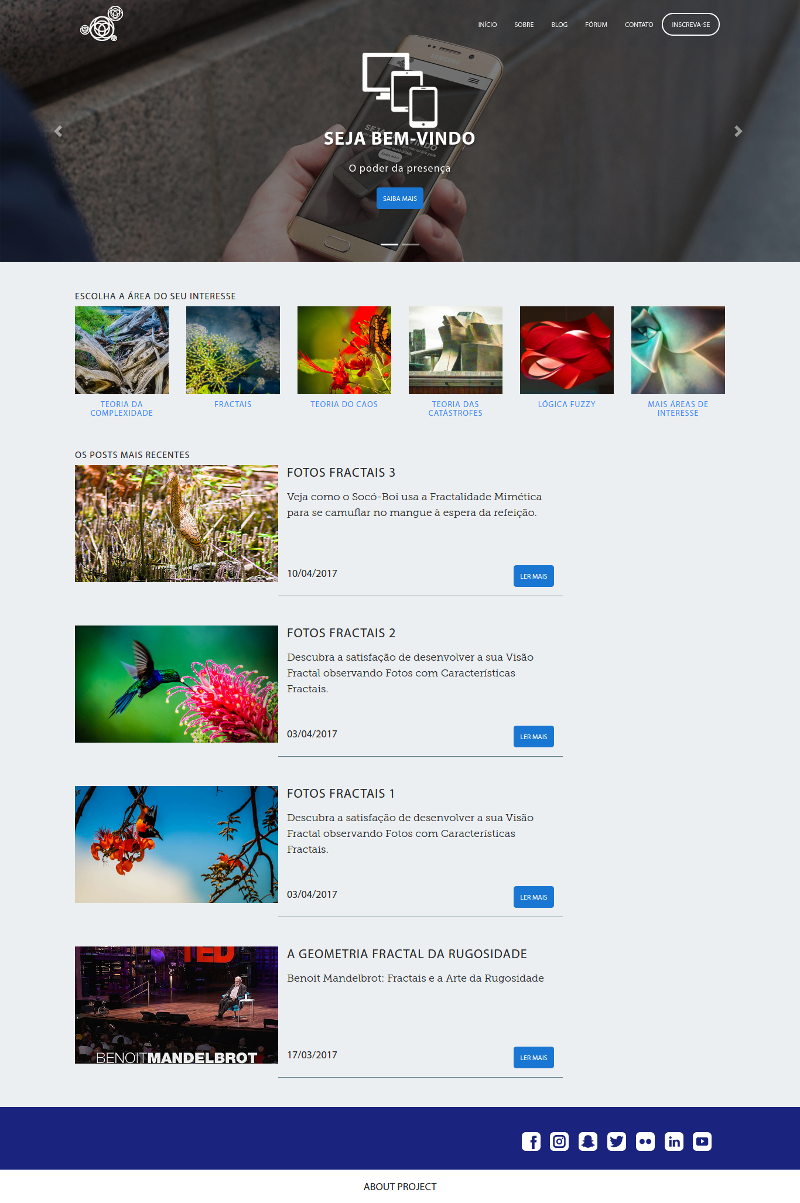 INÍCIO SOBRE BLOG FÓRUM CONTATO INSCREVA-SE
SEJA BEM-VINDO
O poder da presença
SAIBA MAIS
ESCOLHA A ÁREA DO SEU INTERESSE
TEORIA DA
COMPLEXIDADE
FRACTAIS
TEORIA DO CAOS
TEORIA DAS
CATÁSTROFES
LÓGICA FUZZY
MAIS ÁREAS DE
INTERESSE
OS POSTS MAIS RECENTES
FOTOS FRACTAIS 3
Veja como o Socó-Boi usa a Fractalidade Mimética
para se camuflar no mangue à espera da refeição.
10/04/2017 LER MAIS
FOTOS FRACTAIS 2
Descubra a satisfação de desenvolver a sua Visão
Fractal observando Fotos com Características
Fractais.
03/04/2017 LER MAIS
FOTOS FRACTAIS 1
Descubra a satisfação de desenvolver a sua Visão
Fractal observando Fotos com Características
Fractais.
03/04/2017 LER MAIS
TED
BENOIT MANDELBROT
A GEOMETRIA FRACTAL DA RUGOSIDADE
Benoit Mandelbrot: Fractais e a Arte da Rugosidade
17/03/2017 LER MAIS
ABOUT PROJECT